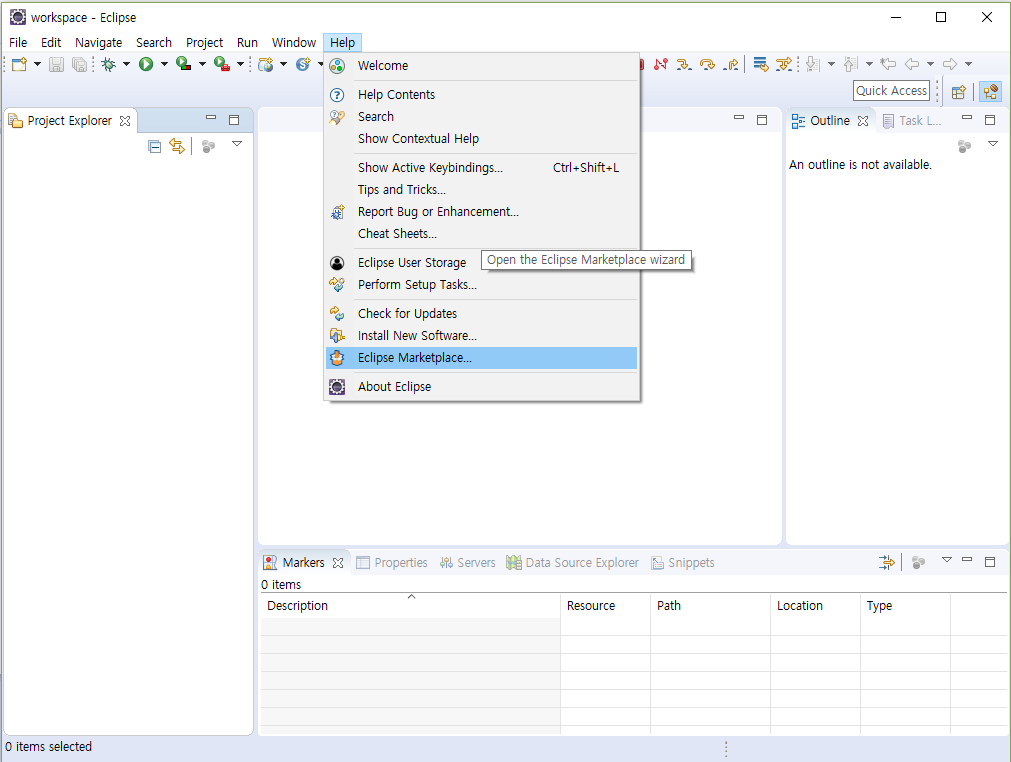 workspace - Eclipse
File Edit Navigate Search Project Run Window Help
Quick Access
Project Explorer
Welcome
Help Contents
Search
Show Contextual Help
Show Active Keybindings... Ctrl+Shift+L
Tips and Tricks...
Report Bug or Enhancement...
Cheat Sheets...
Eclipse User Storage
Open the Eclipse Marketplace wizard
Perform Setup Tasks...
Check for Updates
Install New Software...
Eclipse Marketplace...
About Eclipse
Outline Task L...
An outline is not available.
Markers Properties Servers Data Source Explorer Snippets
0 items
Description Resource Path Location Type
0 items selected